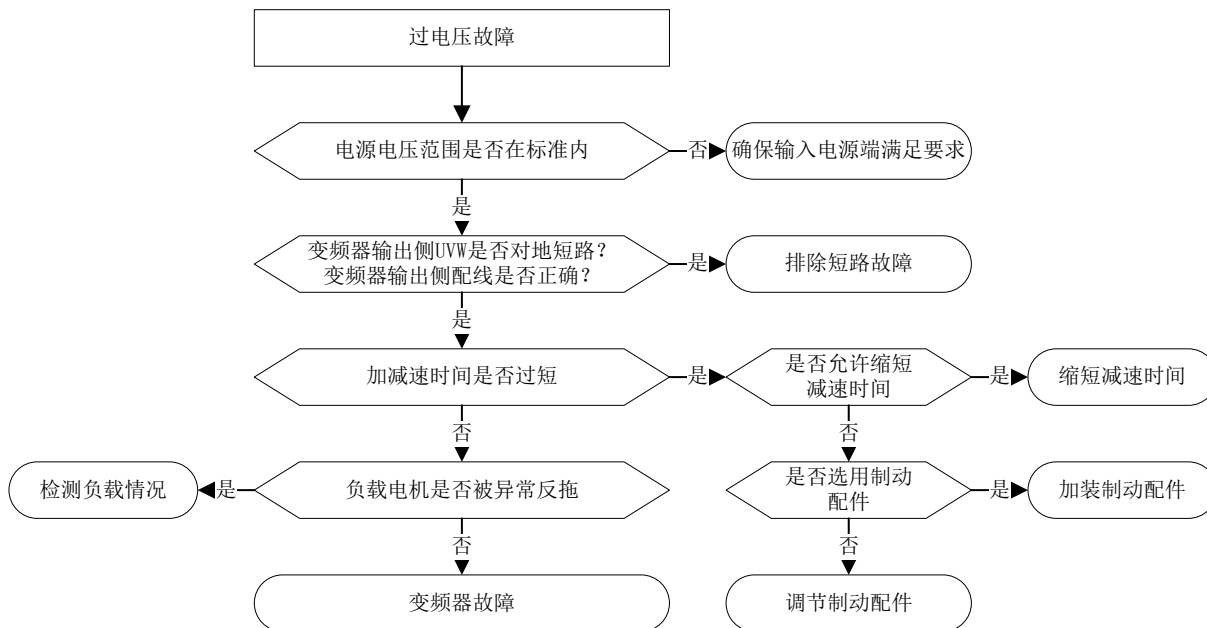 过电压故障
电源电压范围是否在标准内
否
确保输入电源端满足要求
是
变频器输出侧UVW是否对地短路?
变频器输出侧配线是否正确?
是
排除短路故障
是
加减速时间是否过短
是
是否允许缩短
减速时间
是
缩短减速时间
否
否
检测负载情况
是
负载电机是否被异常反拖
是否选用制动
配件
是
加装制动配件
否
否
变频器故障
调节制动配件